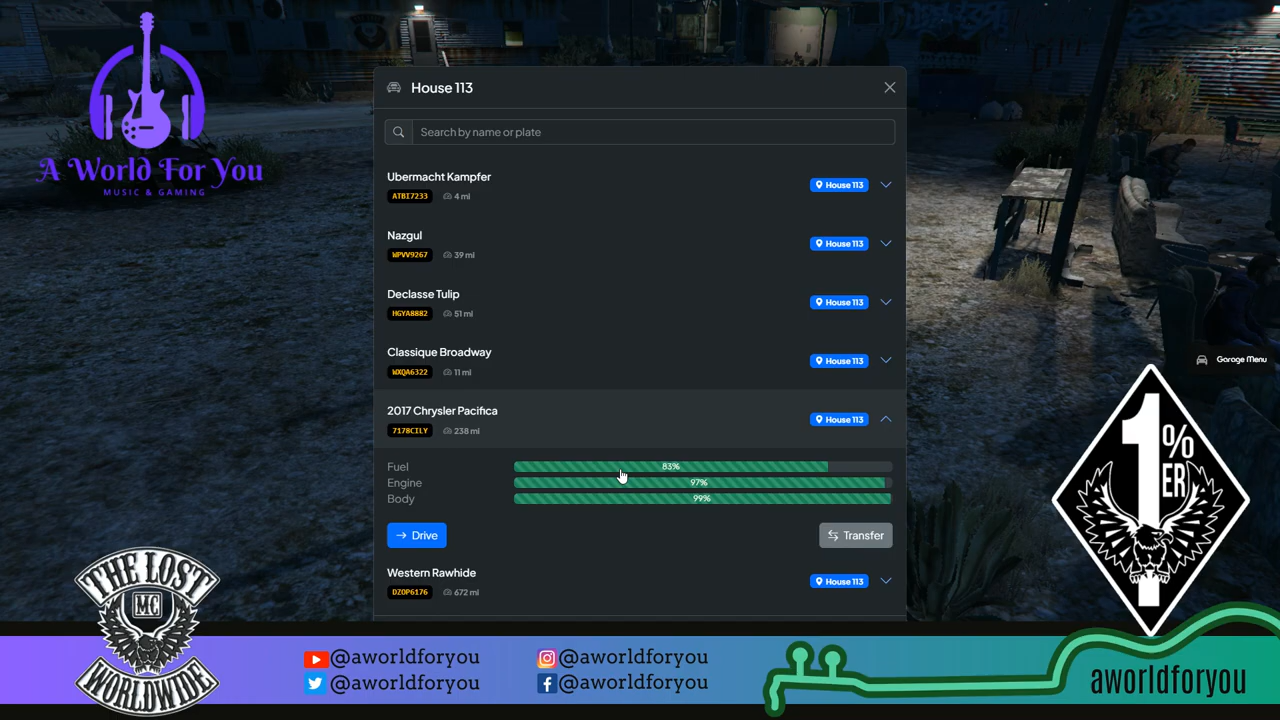 A World For You
MUSIC & GAMING
House 113
Search by name or plate
Ubermacht Kampfer
ATBI7233 4 mi
House 113
Nazgul
WPVV9267 39 mi
House 113
Declasse Tulip
HGYA8882 51 mi
House 113
Classique Broadway
WXQA6322 11 mi
House 113
2017 Chrysler Pacifica
7178CILY 238 mi
House 113
Fuel 83%
Engine 97%
Body 99%
Drive
Transfer
Western Rawhide
DZOP6176 672 mi
House 113
Garage Menu
1%
ER
THE LOST
MC
WORLDWIDE
@aworldforyou
@aworldforyou
@aworldforyou
@aworldforyou
aworldforyou